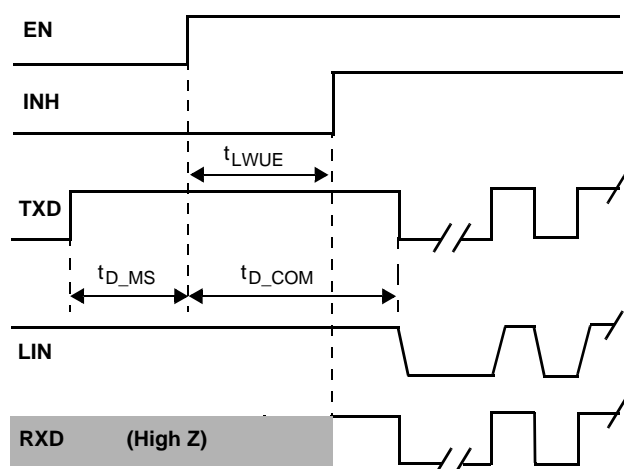 EN
INH
tLWUE
TXD
tD_MS
tD_COM
LIN
RXD (High Z)